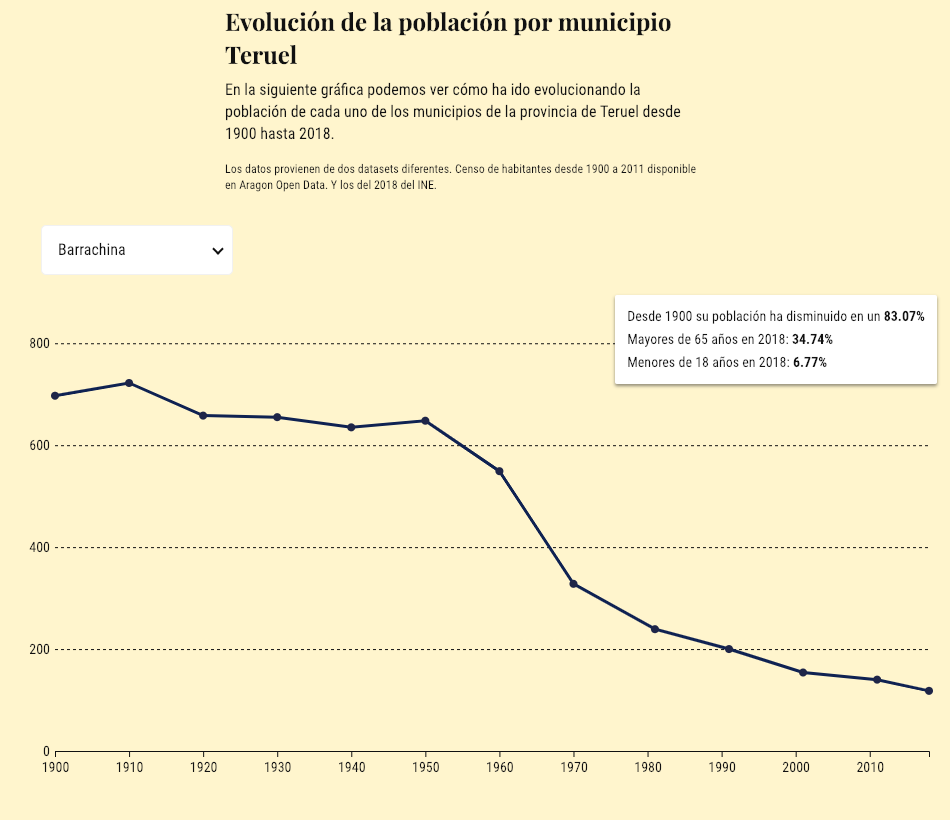 Evolución de la población por municipio
Teruel
En la siguiente gráfica podemos ver cómo ha ido evolucionando la
población de cada uno de los municipios de la provincia de Teruel desde
1900 hasta 2018.
Los datos provienen de dos datasets diferentes. Censo de habitantes desde 1900 a 2011 disponible
en Aragon Open Data. Y los del 2018 del INE.
Barrachina
Desde 1900 su población ha disminuido en un 83.07%
Mayores de 65 años en 2018: 34.74%
Menores de 18 años en 2018: 6.77%
800
600
400
200
0
1900 1910 1920 1930 1940 1950 1960 1970 1980 1990 2000 2010